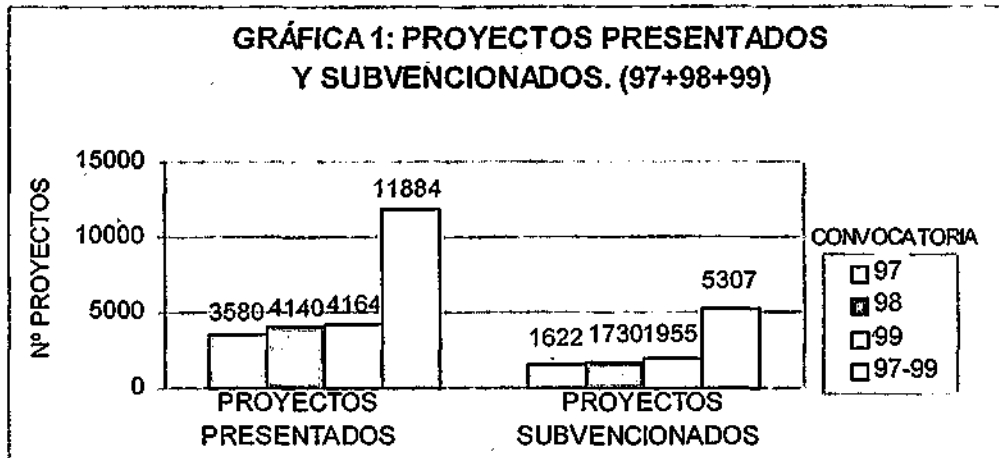 GRÁFICA 1: PROYECTOS PRESENTADOS
Y SUBVENCIONADOS. (97+98+99)
Nº PROYECTOS
15000
10000
5000
0
3580
4140
4164
11884
1622
1730
1955
5307
PROYECTOS
PRESENTADOS
PROYECTOS
SUBVENCIONADOS
CONVOCATORIA
97
98
99
97-99